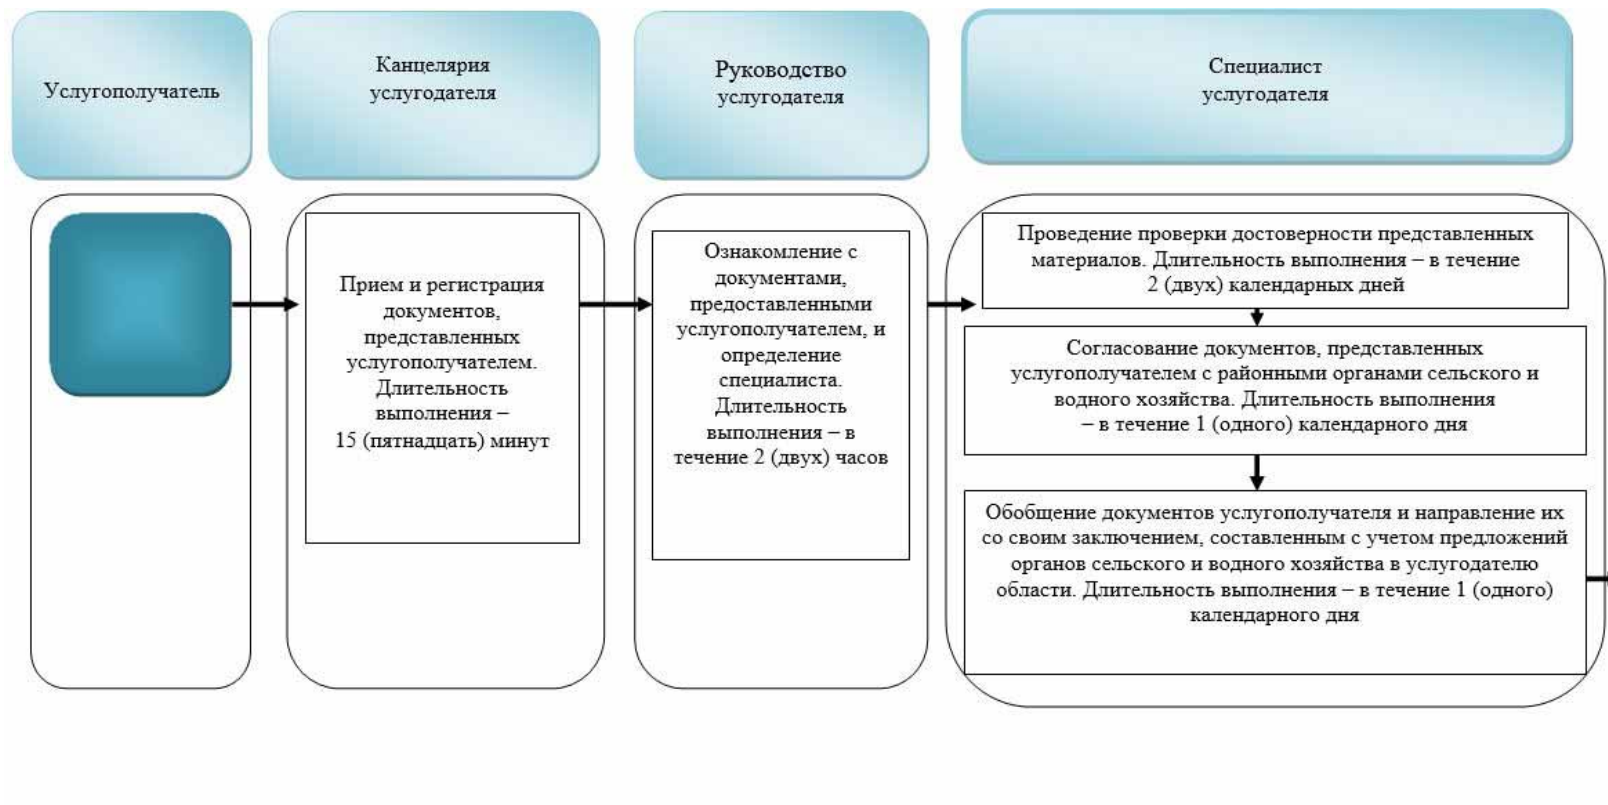 Услугополучатель
Канцелярия
услугодателя
Руководство
услугодателя
Специалист
услугодателя
Прием и регистрация
документов,
представленных
услугополучателем.
Длительность
выполнения –
15 (пятнадцать) минут
Ознакомление с
документами,
предоставленными
услугополучателем, и
определение
специалиста.
Длительность
выполнения – в
течение 2 (двух) часов
Проведение проверки достоверности представленных
материалов. Длительность выполнения – в течение
2 (двух) календарных дней
Согласование документов, представленных
услугополучателем с районными органами сельского и
водного хозяйства. Длительность выполнения
– в течение 1 (одного) календарного дня
Обобщение документов услугополучателя и направление их
со своим заключением, составленным с учетом предложений
органов сельского и водного хозяйства в услугодателю
области. Длительность выполнения – в течение 1 (одного)
календарного дня